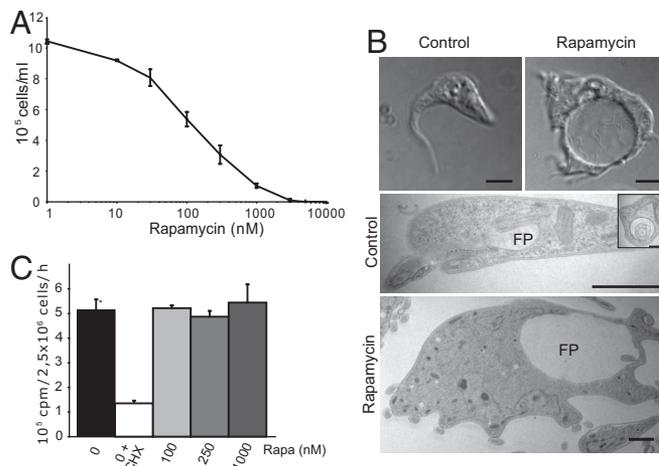 A
12
10
8
6
4
2
0
10⁵ cells/ml
1 10 100 1000 10000
Rapamycin (nM)
B
Control Rapamycin
Control
FP
Rapamycin
FP
C
7
6
5
4
3
2
1
0
10⁵ cpm / 2,5x10⁶ cells / h
0 0 + 100 250 1000 Rapa (nM)